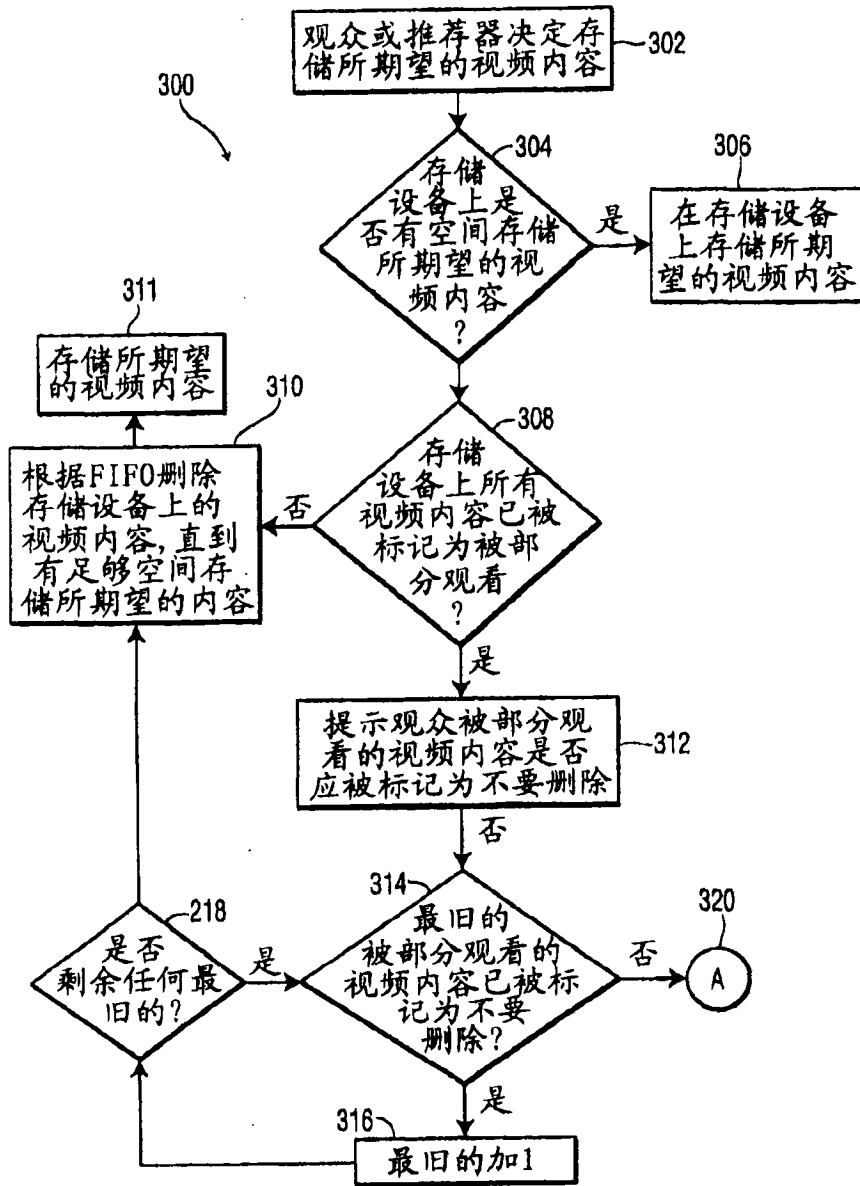 300
观众或推荐器决定存
储所期望的视频内容
302
304
存储
设备上是
否有空间存储
所期望的视
频内容
?
是
306
在存储设备
上存储所期
望的视频内容
311
存储所期望
的视频内容
310
根据FIFO删除
存储设备上的
视频内容,直到
有足够空间存
储所期望的内容
否
308
存储
设备上所有
视频内容已被
标记为被部
分观看
?
是
提示观众被部分观
看的视频内容是否
应被标记为不要删除
312
否
314
最旧的
被部分观看的
视频内容已被标
记为不要
删除?
否
320
A
218
是否
剩余任何最
旧的?
是
是
316
最旧的加1